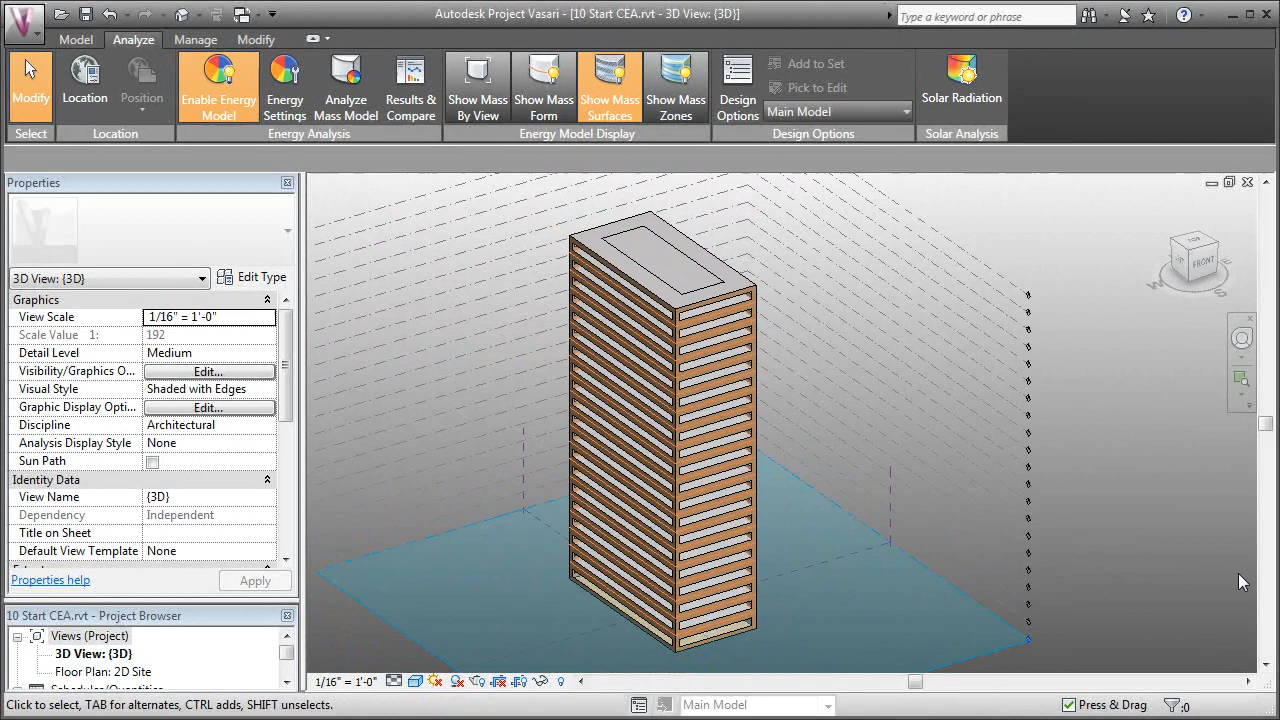 Autodesk Project Vasari - [10 Start CEA.rvt - 3D View: {3D}]
Type a keyword or phrase
Model Analyze Manage Modify
Modify
Location
Position
Enable Energy Model
Energy Settings
Analyze Mass Model
Results & Compare
Show Mass By View
Show Mass Form
Show Mass Surfaces
Show Mass Zones
Design Options
Add to Set
Pick to Edit
Main Model
Solar Radiation
Select Location Energy Analysis Energy Model Display Design Options Solar Analysis
Properties
3D View: {3D} Edit Type
Graphics
View Scale 1/16" = 1'-0"
Scale Value 1: 192
Detail Level Medium
Visibility/Graphics O... Edit...
Visual Style Shaded with Edges
Graphic Display Opti... Edit...
Discipline Architectural
Analysis Display Style None
Sun Path
Identity Data
View Name {3D}
Dependency Independent
Title on Sheet
Default View Template None
Properties help Apply
10 Start CEA.rvt - Project Browser
Views (Project)
3D View: {3D}
Floor Plan: 2D Site
TOP
FRONT
S
1/16" = 1'-0"
Click to select, TAB for alternates, CTRL adds, SHIFT unselects.
Main Model
Press & Drag
:0